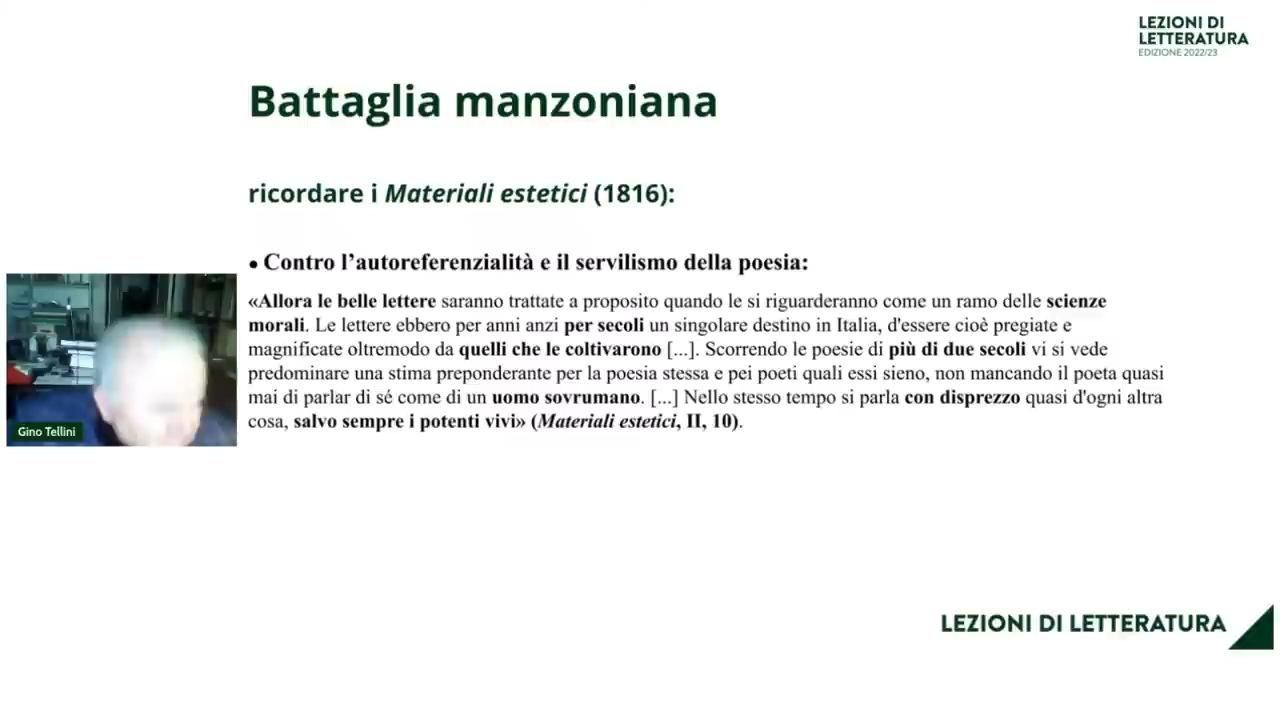 LEZIONI DI
LETTERATURA
EDIZIONE 2022/23
Battaglia manzoniana
ricordare i Materiali estetici (1816):
• Contro l’autoreferenzialità e il servilismo della poesia:
«Allora le belle lettere saranno trattate a proposito quando le si riguarderanno come un ramo delle scienze
morali. Le lettere ebbero per anni anzi per secoli un singolare destino in Italia, d'essere cioè pregiate e
magnificate oltremodo da quelli che le coltivarono [...]. Scorrendo le poesie di più di due secoli vi si vede
predominare una stima preponderante per la poesia stessa e pei poeti quali essi sieno, non mancando il poeta quasi
mai di parlar di sé come di un uomo sovrumano. [...] Nello stesso tempo si parla con disprezzo quasi d'ogni altra
cosa, salvo sempre i potenti vivi» (Materiali estetici, II, 10).
Gino Tellini
LEZIONI DI LETTERATURA